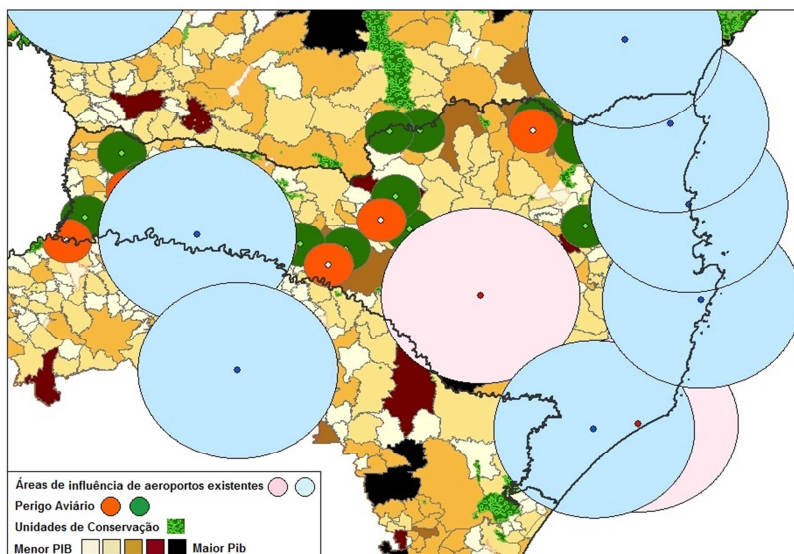 Áreas de influência de aeroportos existentes
Perigo Aviário
Unidades de Conservação
Menor PIB Maior Pib